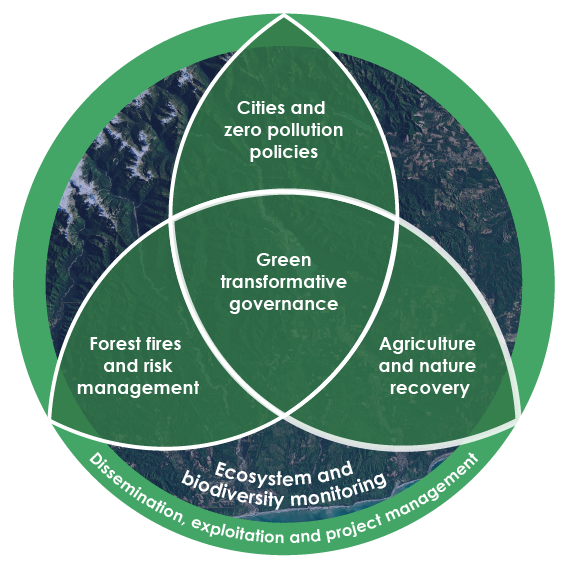 Cities and
zero pollution
policies
Green
transformative
governance
Forest fires
and risk
management
Agriculture
and nature
recovery
Ecosystem and
biodiversity monitoring
Dissemination, exploitation and project management